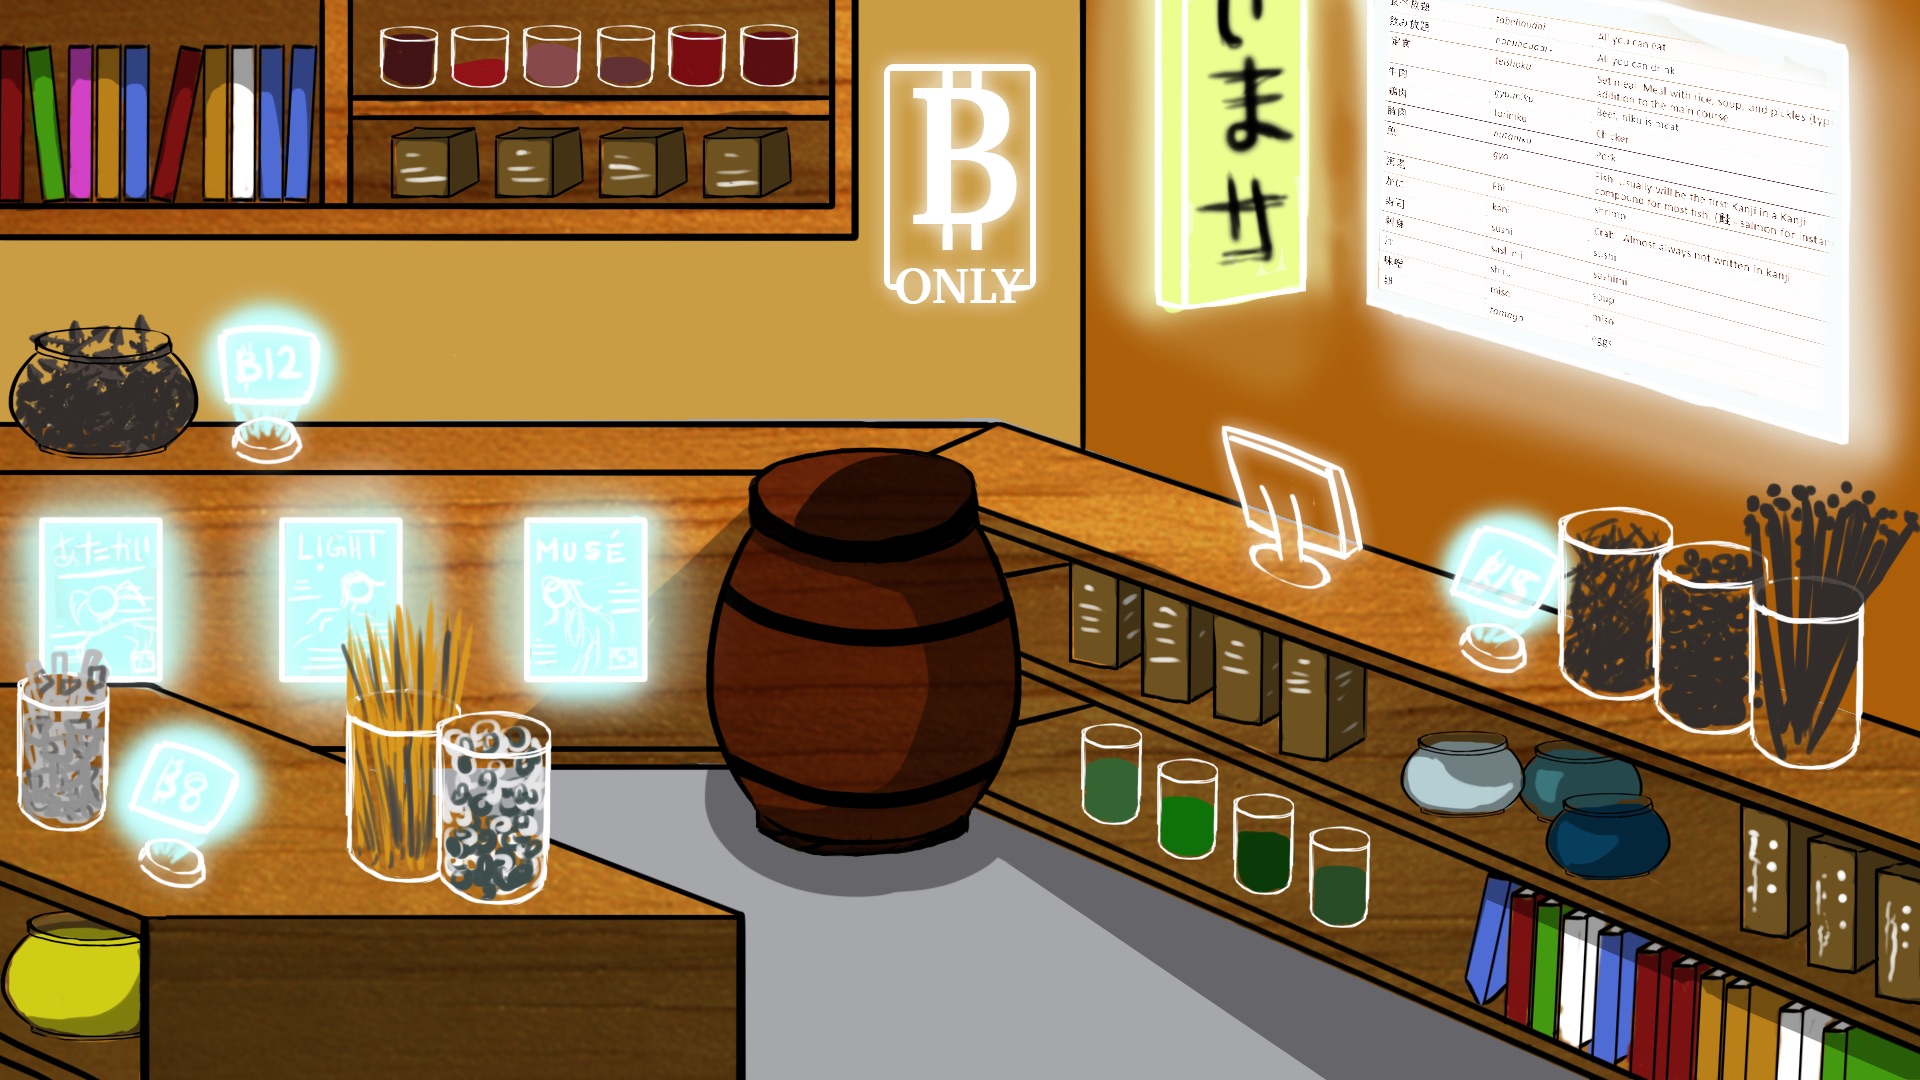 B
ONLY
じ
ま
せ
食べ放題 tabehoudai All you can eat
飲み放題 nomihoudai All you can drink
定食 teishoku Set meal. Meal with rice, soup, and pickles (typ
addition to the main course
牛肉 gyuniku Beef, niku is meat
鶏肉 toriniku Chicken
豚肉 butaniku Pork
魚 gyo Fish. Usually will be the first Kanji in a Kanji
compound for most fish. (鮭 - salmon for instan
海老 Ebi shrimp
かに kani Crab. Almost always not written in kanji
寿司 sushi sushi
刺身 sashimi sashimi
汁 shiru soup
味噌 miso miso
卵 tomago eggs
B12
あたたかい
LIGHT
MUSÉ
B8
B15